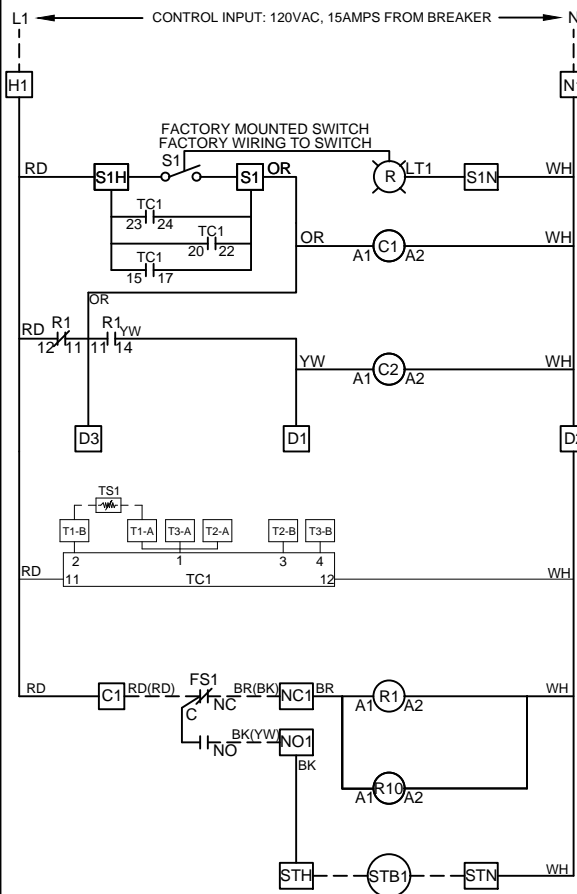 L1 CONTROL INPUT: 120VAC, 15AMPS FROM BREAKER N
H1 N1
FACTORY MOUNTED SWITCH
FACTORY WIRING TO SWITCH
RD S1H S1 S1 OR R LT1 S1N WH
TC1
23 24
TC1
20 22
TC1
15 17
OR A1 C1 A2 WH
OR
RD R1 R1 YW
12 11 11 14
YW A1 C2 A2 WH
D3 D1 D2
TS1
T1-B T1-A T3-A T2-A T2-B T3-B
2 1 3 4
RD 11 TC1 12 WH
RD C1 RD(RD) FS1 C NC BR(BK) NC1 BR A1 R1 A2 WH
NO BK(YW) NO1
BK
A1 R10 A2
STH STB1 STN WH